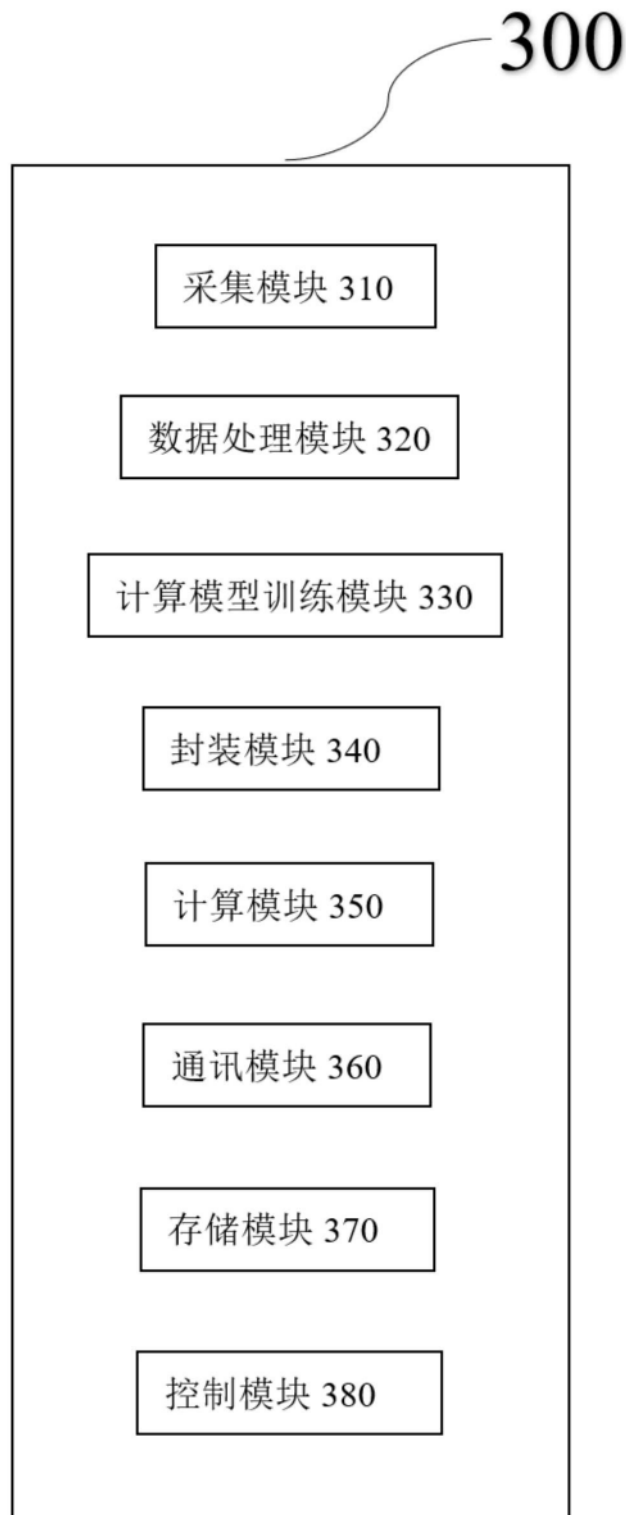 300
采集模块 310
数据处理模块 320
计算模型训练模块 330
封装模块 340
计算模块 350
通讯模块 360
存储模块 370
控制模块 380